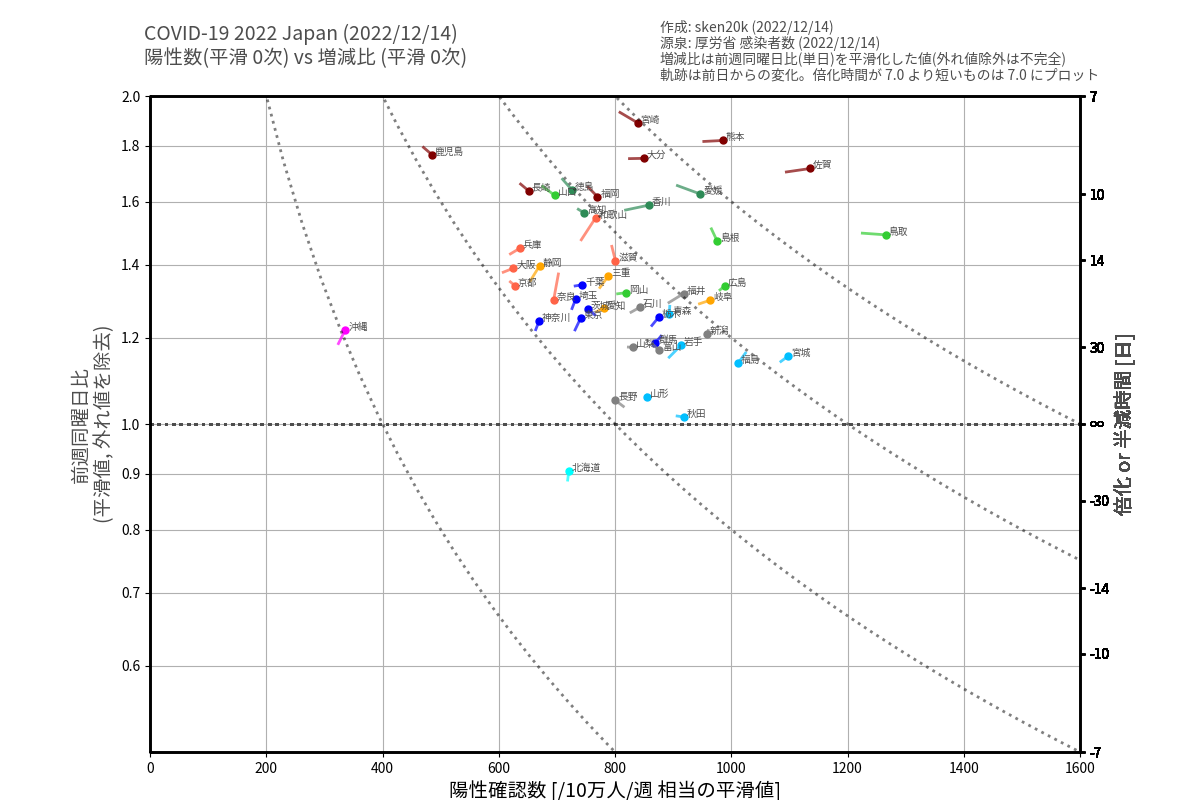 COVID-19 2022 Japan (2022/12/14)
陽性数(平滑 0次) vs 増減比 (平滑 0次)
作成: sken20k (2022/12/14)
源泉: 厚労省 感染者数 (2022/12/14)
増減比は前週同曜日比(単日)を平滑化した値(外れ値除外は不完全)
軌跡は前日からの変化。倍化時間が 7.0 より短いものは 7.0 にプロット
2.0
1.8
1.6
1.4
1.2
1.0
0.9
0.8
0.7
0.6
前週同曜日比
(平滑値, 外れ値を除去)
宮崎
熊本
鹿児島
大分
佐賀
長崎
山口
徳島
福岡
愛媛
高知
和歌山
香川
島根
鳥取
兵庫
大阪
静岡
滋賀
京都
千葉
三重
岡山
福井
広島
岐阜
奈良
埼玉
茨城
愛知
石川
青森
栃木
神奈川
東京
沖縄
新潟
山梨
群馬
富山
岩手
福島
宮城
長野
山形
秋田
北海道
7
10
14
30
∞
-30
-14
-10
-7
倍化 or 半減時間 [日]
0
200
400
600
800
1000
1200
1400
1600
陽性確認数 [/10万人/週 相当の平滑値]